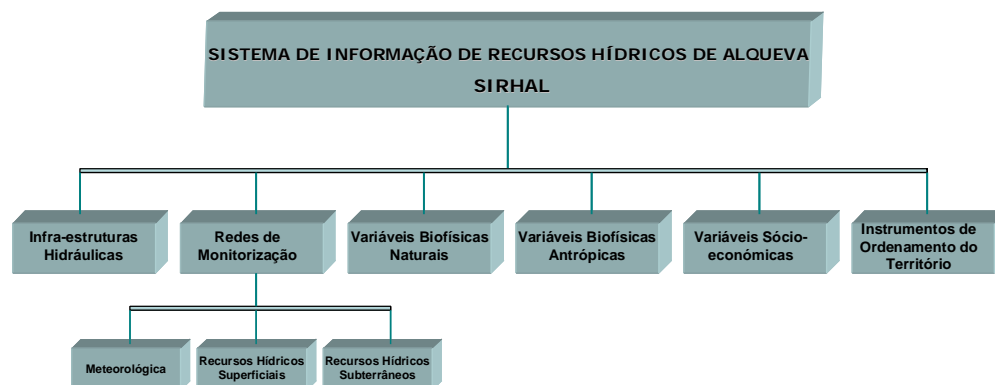 SISTEMA DE INFORMAÇÃO DE RECURSOS HÍDRICOS DE ALQUEVA
SIRHAL
Infra-estruturas
Hidráulicas
Redes de
Monitorização
Variáveis Biofísicas
Naturais
Variáveis Biofísicas
Antrópicas
Variáveis Sócio-
económicas
Instrumentos de
Ordenamento do
Território
Meteorológica
Recursos Hídricos
Superficiais
Recursos Hídricos
Subterrâneos